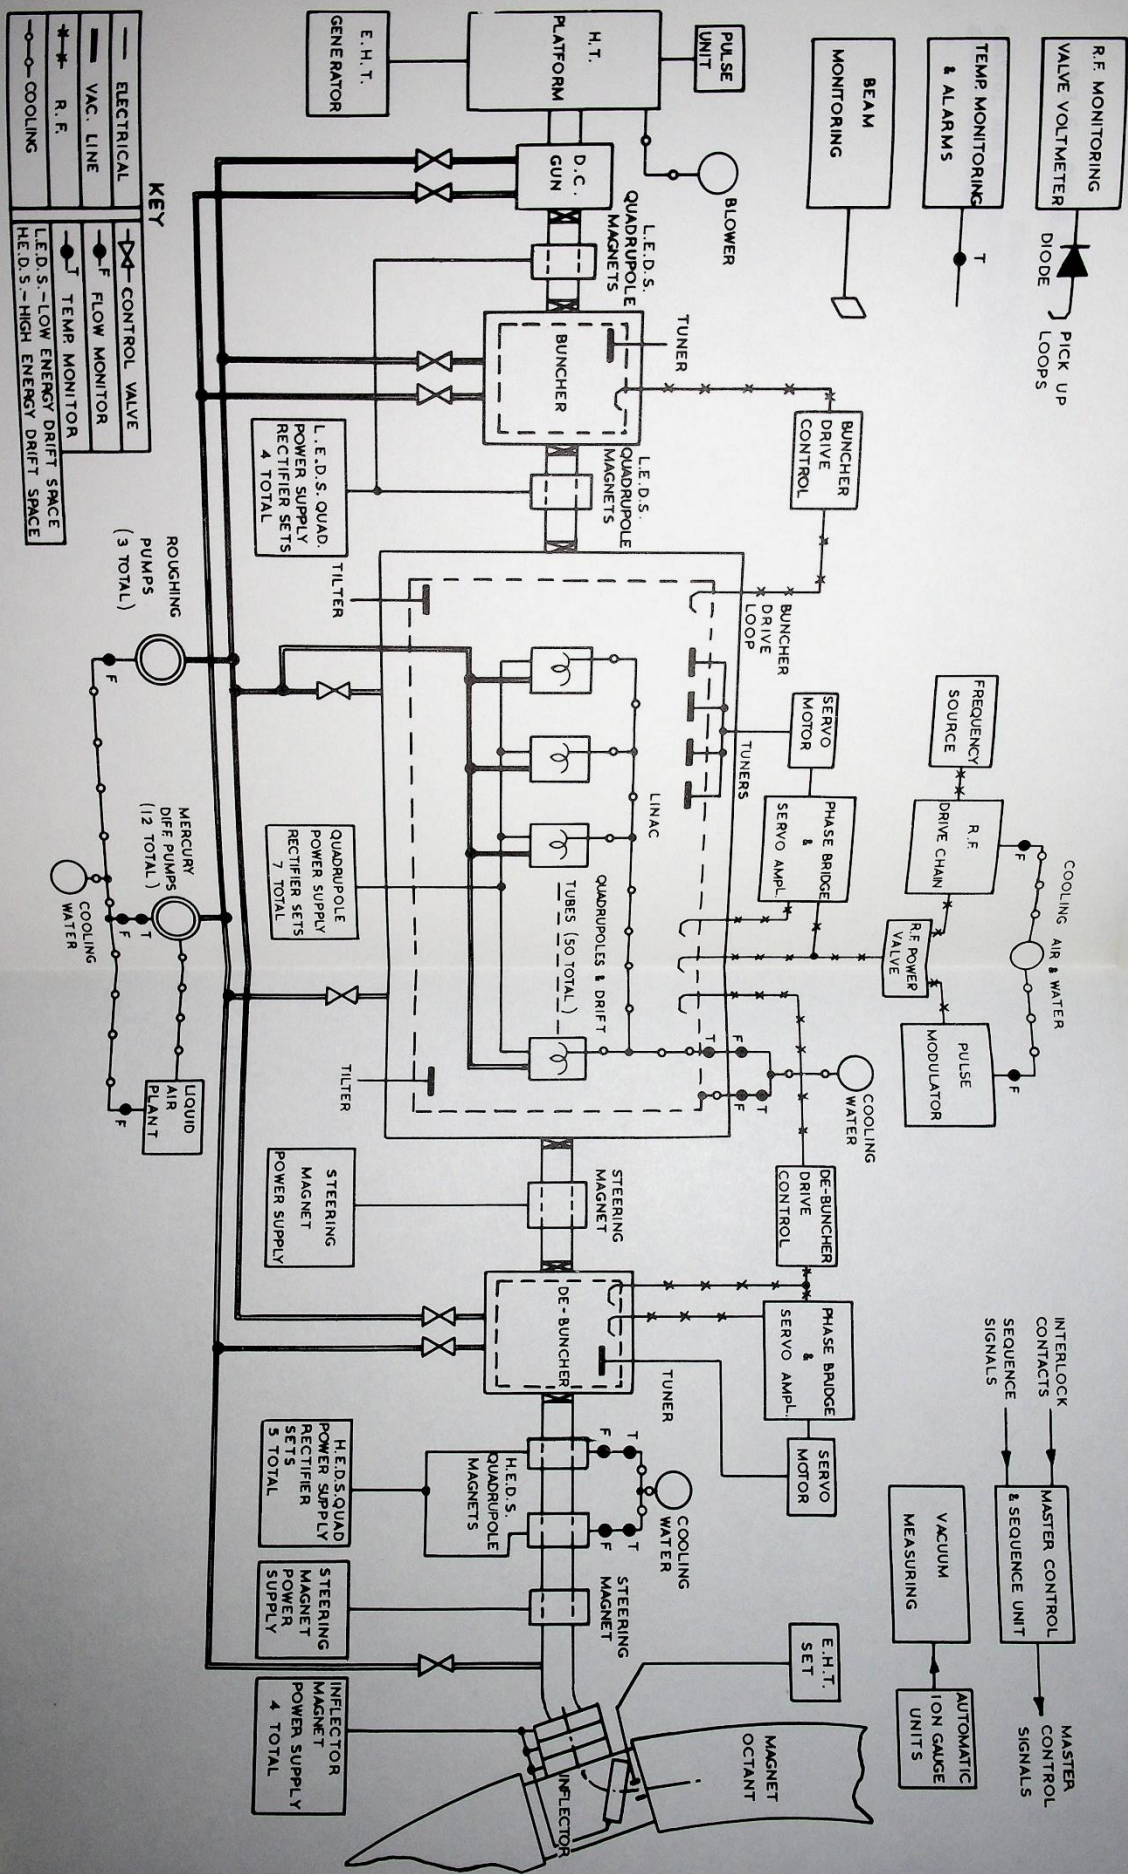 R.F. MONITORING
VALVE VOLTMETER
DIODE
PICK UP
LOOPS
TEMP. MONITORING
& ALARMS
T
BEAM
MONITORING
INTERLOCK
CONTACTS
SEQUENCE
SIGNALS
MASTER CONTROL
& SEQUENCE UNIT
MASTER
CONTROL
SIGNALS
VACUUM
MEASURING
AUTOMATIC
ION GAUGE
UNITS
FREQUENCY
SOURCE
R.F.
DRIVE CHAIN
F
COOLING AIR & WATER
F
R.F. POWER
VALVE
PULSE
MODULATOR
PULSE
UNIT
BLOWER
H.T.
PLATFORM
E.H.T.
GENERATOR
D.C.
GUN
L.E.D.S.
QUADRUPOLE
MAGNETS
TUNER
BUNCHER
BUNCHER
DRIVE
CONTROL
L.E.D.S.
QUADRUPOLE
MAGNETS
BUNCHER
DRIVE
LOOP
SERVO
MOTOR
TUNERS
PHASE BRIDGE
&
SERVO AMPL.
LINAC
QUADRUPOLES & DRIFT
TUBES (50 TOTAL)
TILTER
TILTER
T
F
F
T
COOLING
WATER
DE-BUNCHER
DRIVE
CONTROL
STEERING
MAGNET
PHASE BRIDGE
&
SERVO AMPL.
SERVO
MOTOR
TUNER
DE-BUNCHER
H.E.D.S.
QUADRUPOLE
MAGNETS
F
T
F
T
COOLING
WATER
STEERING
MAGNET
E.H.T.
SET
MAGNET
OCTANT
INFLECTOR
L.E.D.S. QUAD.
POWER SUPPLY
RECTIFIER SETS
4 TOTAL
QUADRUPOLE
POWER SUPPLY
RECTIFIER SETS
7 TOTAL
STEERING
MAGNET
POWER SUPPLY
H.E.D.S.QUAD
POWER SUPPLY
RECTIFIER
SETS
5 TOTAL
STEERING
MAGNET
POWER
SUPPLY
INFLECTOR
MAGNET
POWER SUPPLY
4 TOTAL
ROUGHING
PUMPS
(3 TOTAL)
F
MERCURY
DIFF. PUMPS
(12 TOTAL)
T
F
COOLING
WATER
LIQUID
AIR
PLANT
F
KEY
ELECTRICAL
VAC. LINE
R.F.
COOLING
CONTROL VALVE
F FLOW MONITOR
T TEMP. MONITOR
L.E.D.S.-LOW ENERGY DRIFT SPACE
H.E.D.S.-HIGH ENERGY DRIFT SPACE